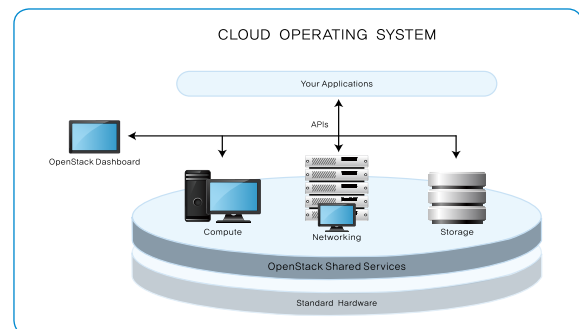 CLOUD OPERATING SYSTEM
Your Applications
APIs
OpenStack Dashboard
Compute
Networking
Storage
OpenStack Shared Services
Standard Hardware